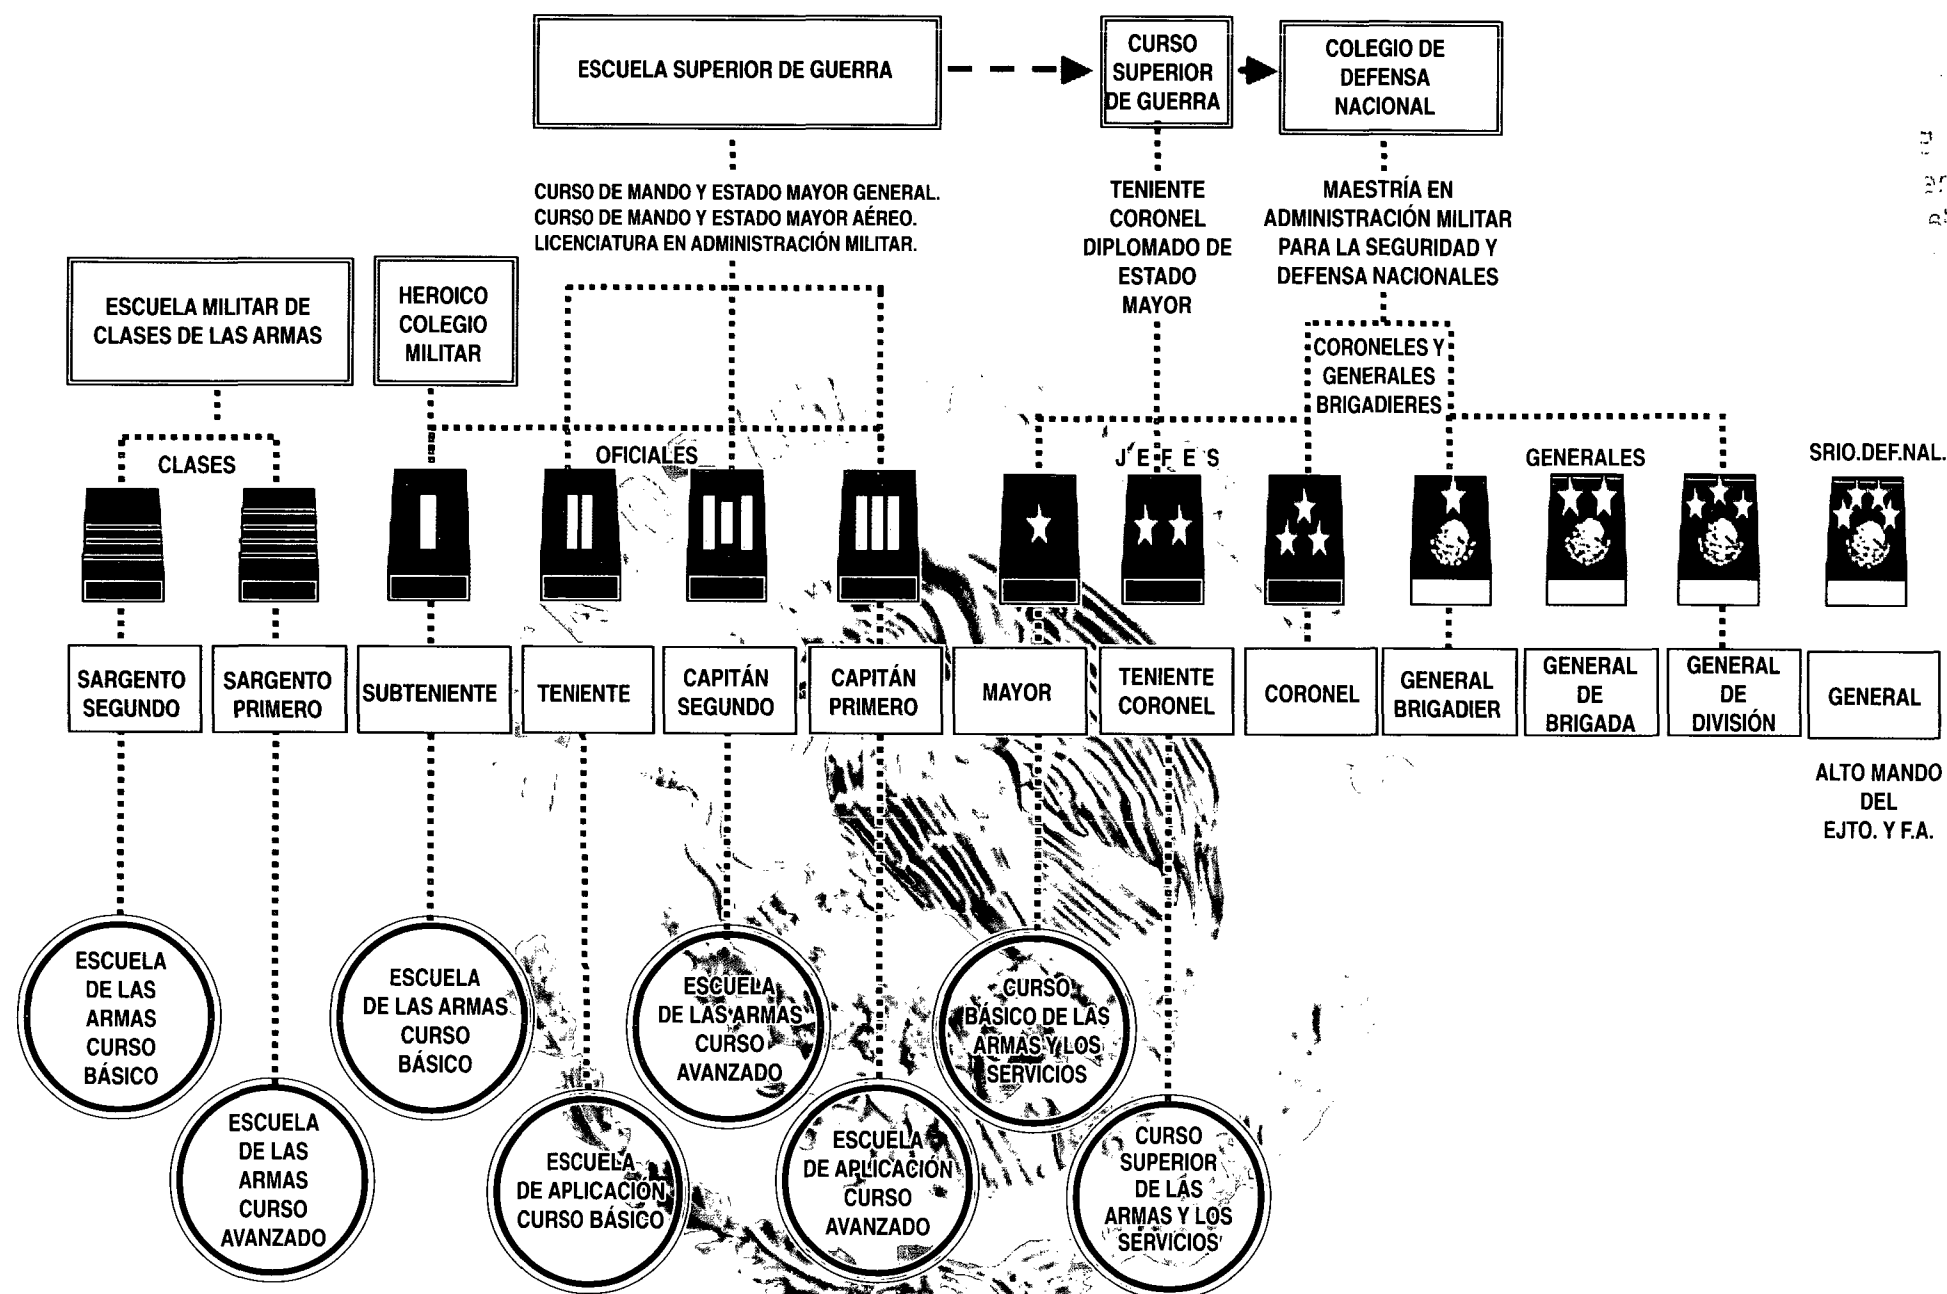 ESCUELA SUPERIOR DE GUERRA
CURSO
SUPERIOR
DE GUERRA
COLEGIO DE
DEFENSA
NACIONAL
CURSO DE MANDO Y ESTADO MAYOR GENERAL.
CURSO DE MANDO Y ESTADO MAYOR AÉREO.
LICENCIATURA EN ADMINISTRACIÓN MILITAR.
TENIENTE
CORONEL
DIPLOMADO DE
ESTADO
MAYOR
MAESTRÍA EN
ADMINISTRACIÓN MILITAR
PARA LA SEGURIDAD Y
DEFENSA NACIONALES
ESCUELA MILITAR DE
CLASES DE LAS ARMAS
HEROICO
COLEGIO
MILITAR
CORONELES Y
GENERALES
BRIGADIERES
CLASES
OFICIALES
JEFES
GENERALES
SRIO.DEF.NAL.
SARGENTO
SEGUNDO
SARGENTO
PRIMERO
SUBTENIENTE
TENIENTE
CAPITÁN
SEGUNDO
CAPITÁN
PRIMERO
MAYOR
TENIENTE
CORONEL
CORONEL
GENERAL
BRIGADIER
GENERAL
DE
BRIGADA
GENERAL
DE
DIVISIÓN
GENERAL
ALTO MANDO
DEL
EJTO. Y F.A.
ESCUELA
DE LAS
ARMAS
CURSO
BÁSICO
ESCUELA
DE LAS
ARMAS
CURSO
AVANZADO
ESCUELA
DE LAS ARMAS
CURSO
BÁSICO
ESCUELA
DE APLICACIÓN
CURSO BÁSICO
ESCUELA
DE LAS ARMAS
CURSO
AVANZADO
ESCUELA
DE APLICACIÓN
CURSO
AVANZADO
CURSO
BÁSICO DE LAS
ARMAS Y LOS
SERVICIOS
CURSO
SUPERIOR
DE LAS
ARMAS Y LOS
SERVICIOS